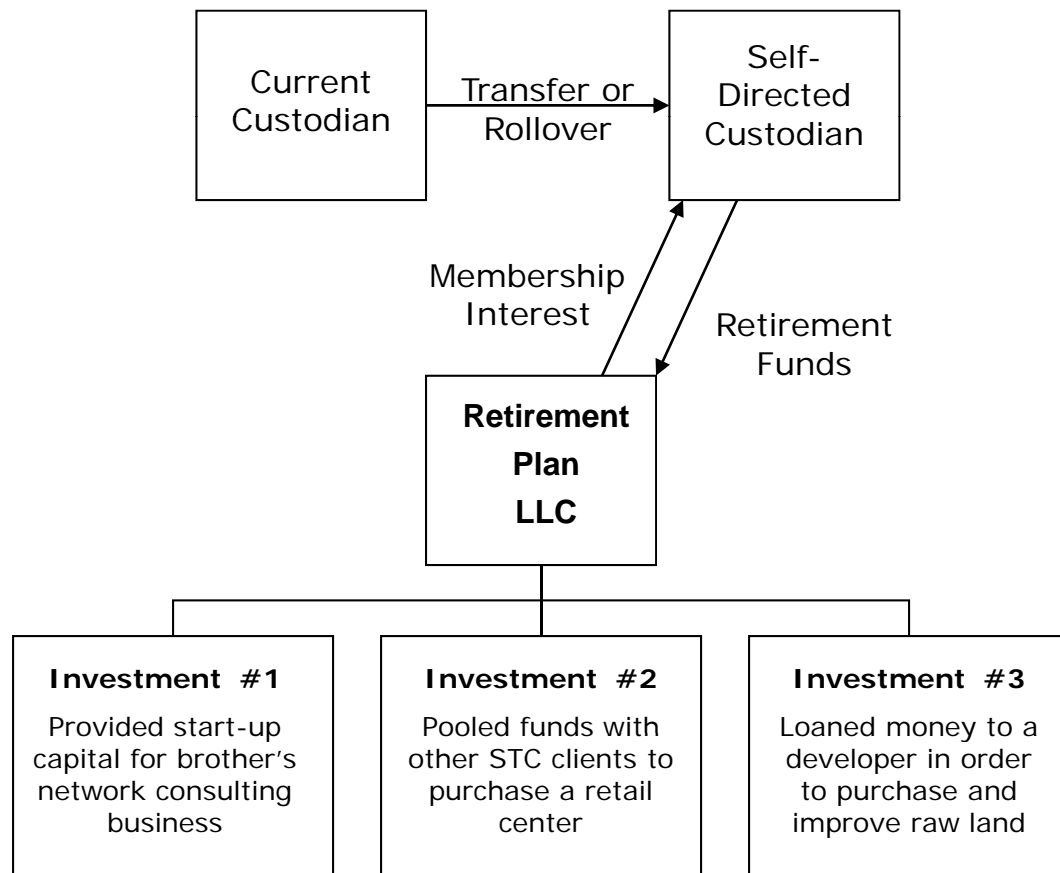 Current
Custodian
Transfer or
Rollover
Self-
Directed
Custodian
Membership
Interest
Retirement
Funds
Retirement
Plan
LLC
Investment #1
Provided start-up
capital for brother’s
network consulting
business
Investment #2
Pooled funds with
other STC clients to
purchase a retail
center
Investment #3
Loaned money to a
developer in order
to purchase and
improve raw land